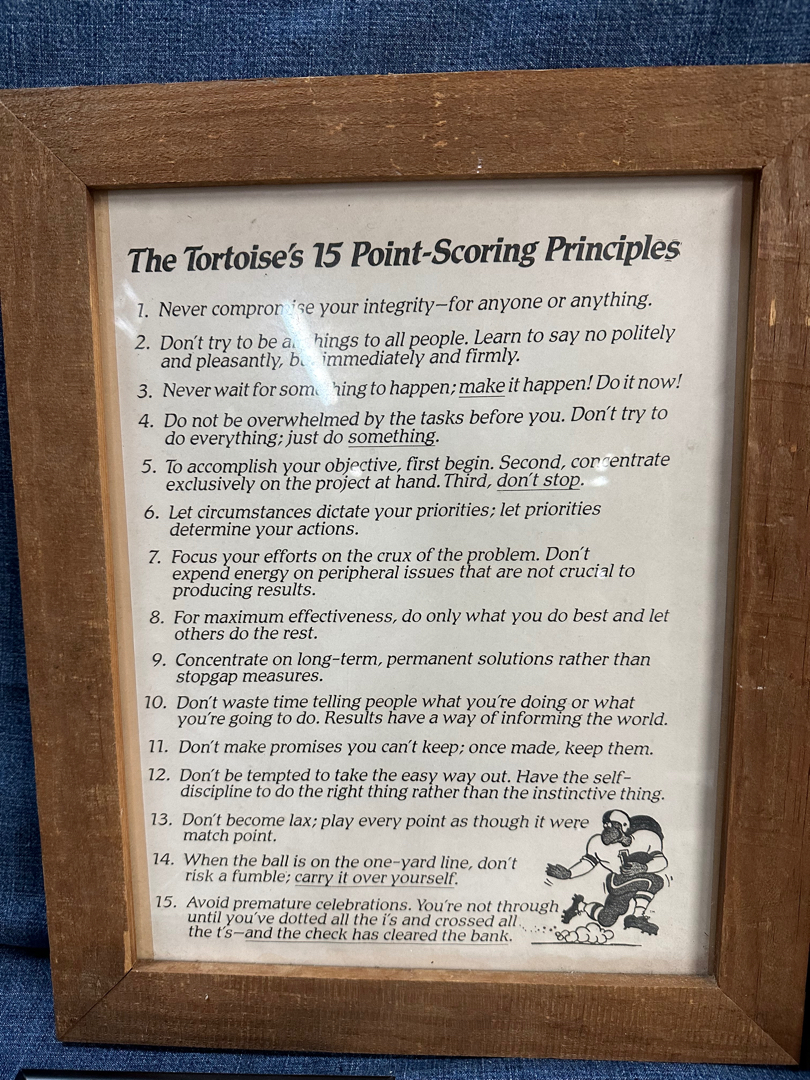 The Tortoise's 15 Point-Scoring Principles
1. Never compromise your integrity—for anyone or anything.
2. Don't try to be all things to all people. Learn to say no politely
and pleasantly, but immediately and firmly.
3. Never wait for something to happen; make it happen! Do it now!
4. Do not be overwhelmed by the tasks before you. Don't try to
do everything; just do something.
5. To accomplish your objective, first begin. Second, concentrate
exclusively on the project at hand. Third, don't stop.
6. Let circumstances dictate your priorities; let priorities
determine your actions.
7. Focus your efforts on the crux of the problem. Don't
expend energy on peripheral issues that are not crucial to
producing results.
8. For maximum effectiveness, do only what you do best and let
others do the rest.
9. Concentrate on long-term, permanent solutions rather than
stopgap measures.
10. Don't waste time telling people what you're doing or what
you're going to do. Results have a way of informing the world.
11. Don't make promises you can't keep; once made, keep them.
12. Don't be tempted to take the easy way out. Have the self-
discipline to do the right thing rather than the instinctive thing.
13. Don't become lax; play every point as though it were
match point.
14. When the ball is on the one-yard line, don't
risk a fumble; carry it over yourself.
15. Avoid premature celebrations. You're not through
until you've dotted all the i's and crossed all
the t's—and the check has cleared the bank.